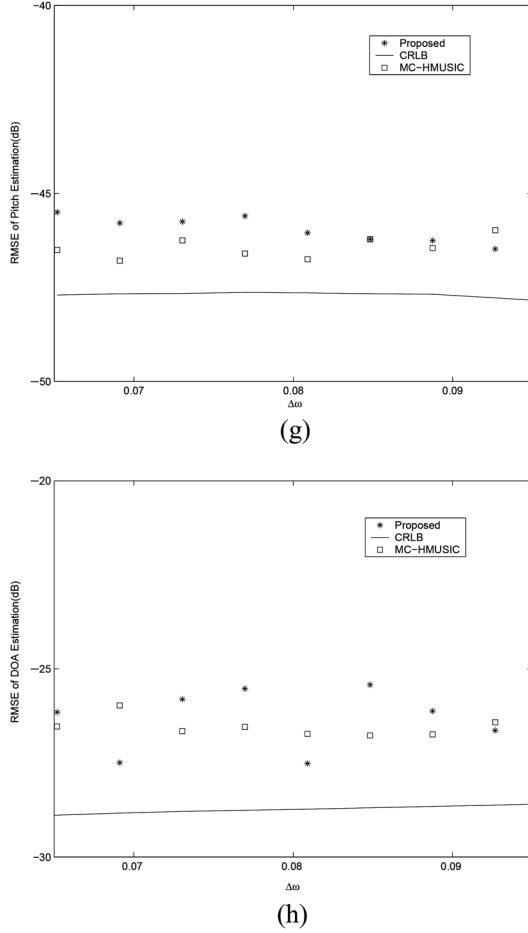 −40
Proposed
CRLB
MC−HMUSIC
RMSE of Pitch Estimation(dB)
−45
−50
0.07 0.08 0.09
Δω
(g)
−20
Proposed
CRLB
MC−HMUSIC
RMSE of DOA Estimation(dB)
−25
−30
0.07 0.08 0.09
Δω
(h)